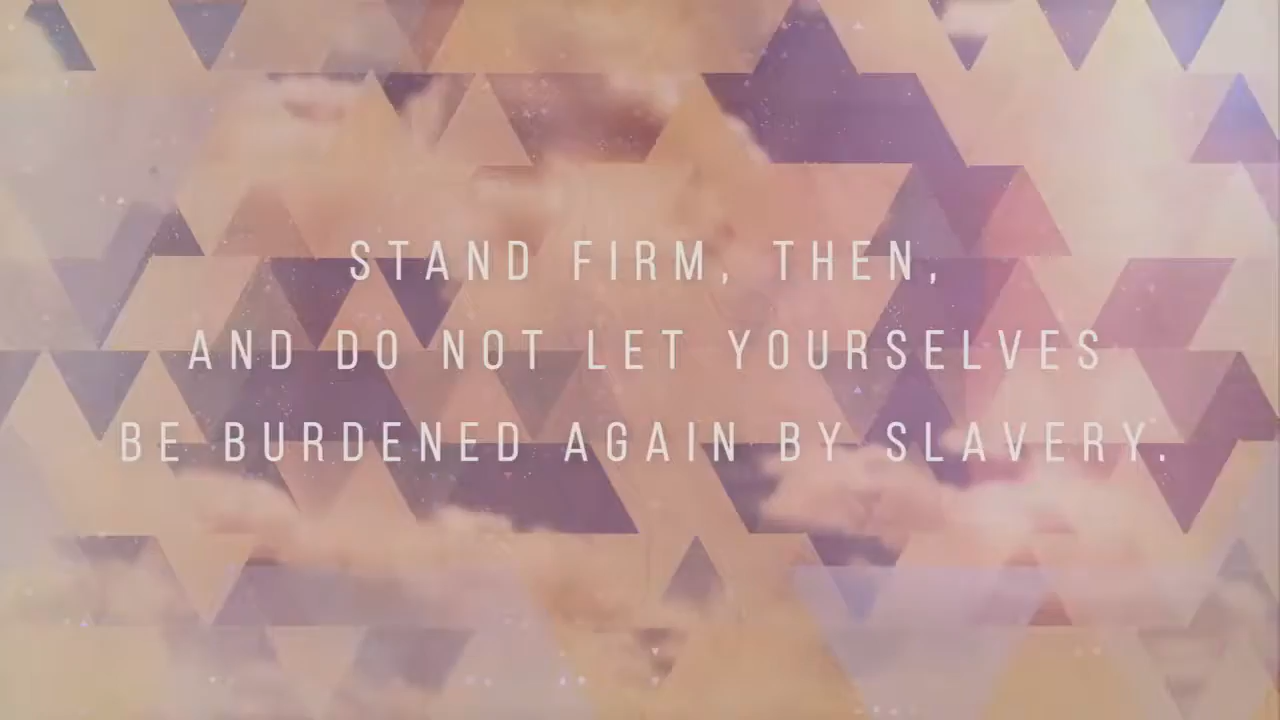 STAND FIRM, THEN,
AND DO NOT LET YOURSELVES
BE BURDENED AGAIN BY SLAVERY.